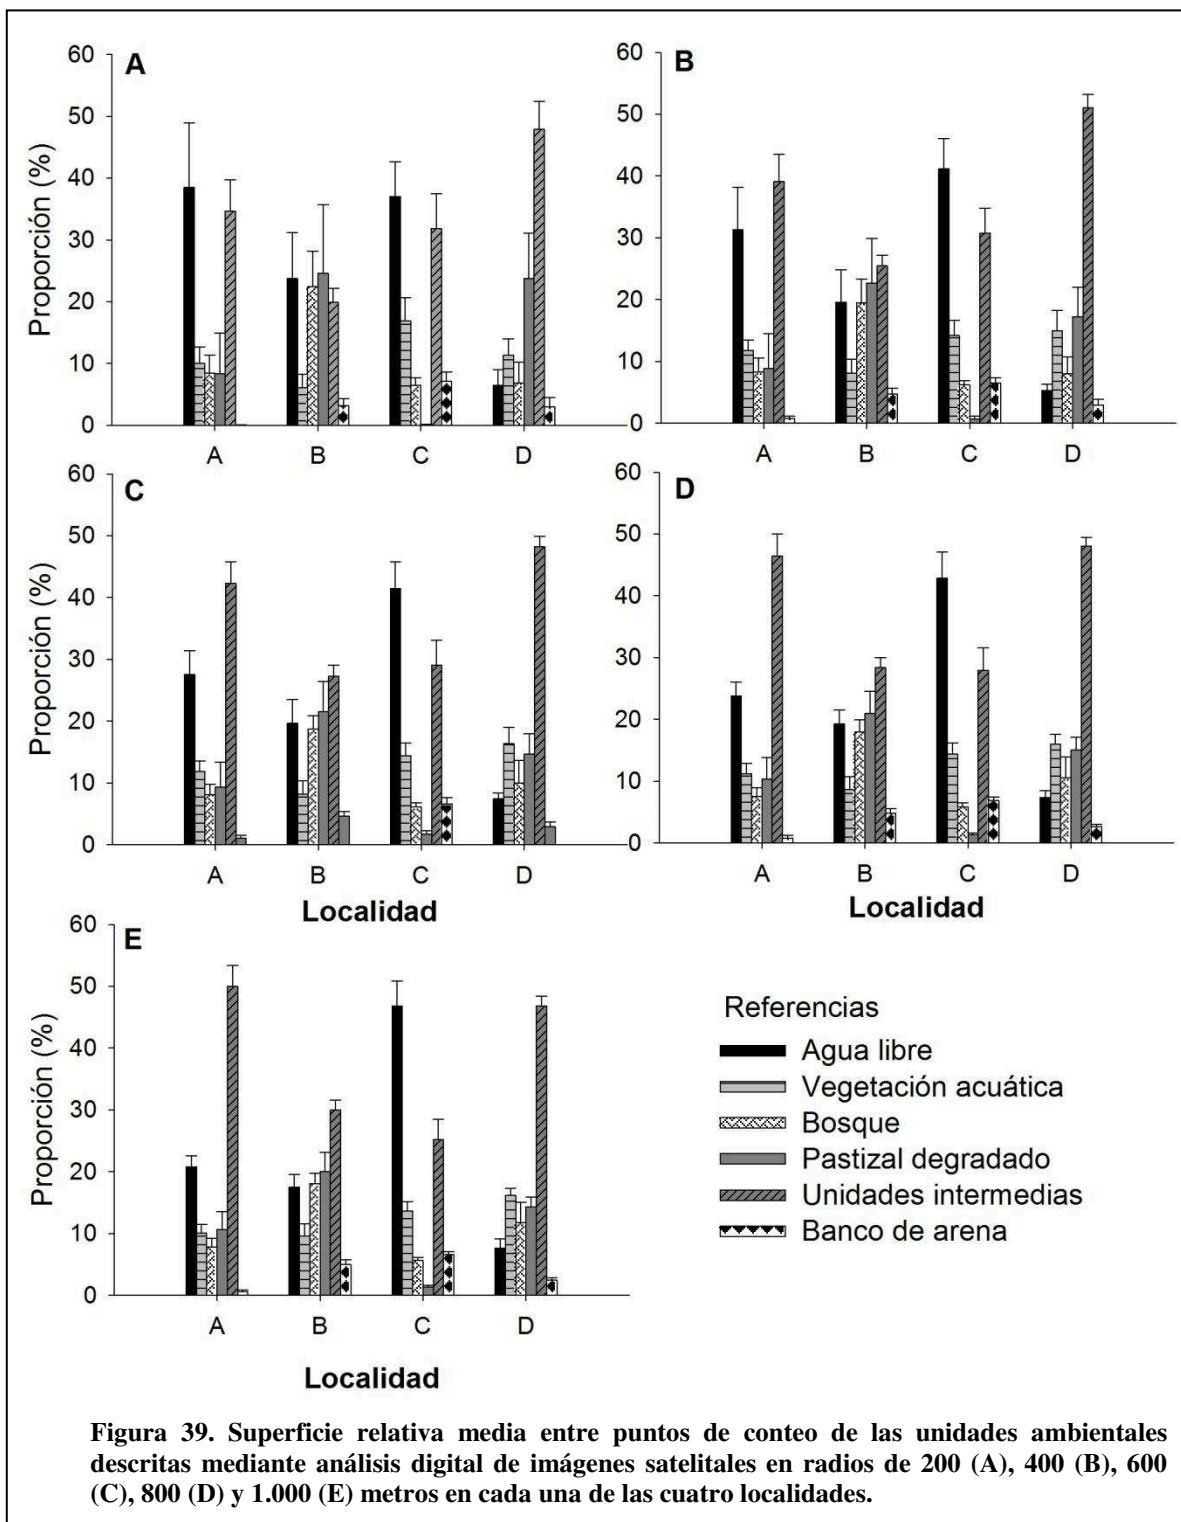 A
B
Proporción (%)
60
50
40
30
20
10
0
A B C D
60
50
40
30
20
10
0
A B C D
C
D
Proporción (%)
60
50
40
30
20
10
0
A B C D
Localidad
60
50
40
30
20
10
0
A B C D
Localidad
E
Proporción (%)
60
50
40
30
20
10
0
A B C D
Localidad
Referencias
Agua libre
Vegetación acuática
Bosque
Pastizal degradado
Unidades intermedias
Banco de arena
Figura 39. Superficie relativa media entre puntos de conteo de las unidades ambientales
descritas mediante análisis digital de imágenes satelitales en radios de 200 (A), 400 (B), 600
(C), 800 (D) y 1.000 (E) metros en cada una de las cuatro localidades.